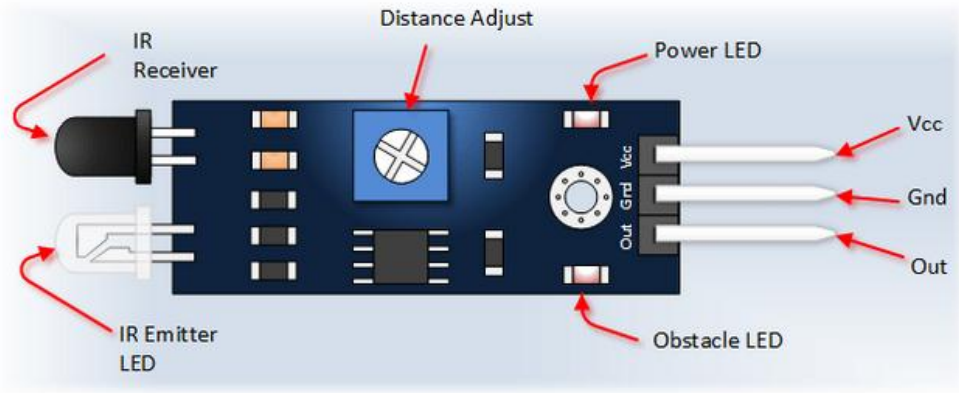 Distance Adjust
IR
Receiver
Power LED
Vcc
Vcc
Gnd
Gnd
Out
Out
IR Emitter
LED
Obstacle LED